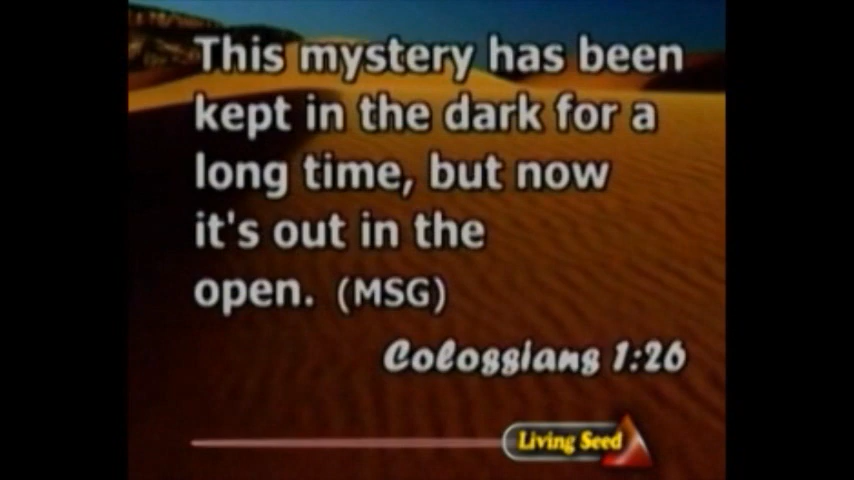 This mystery has been
kept in the dark for a
long time, but now
it's out in the
open. (MSG)
Colossians 1:26
Living Seed